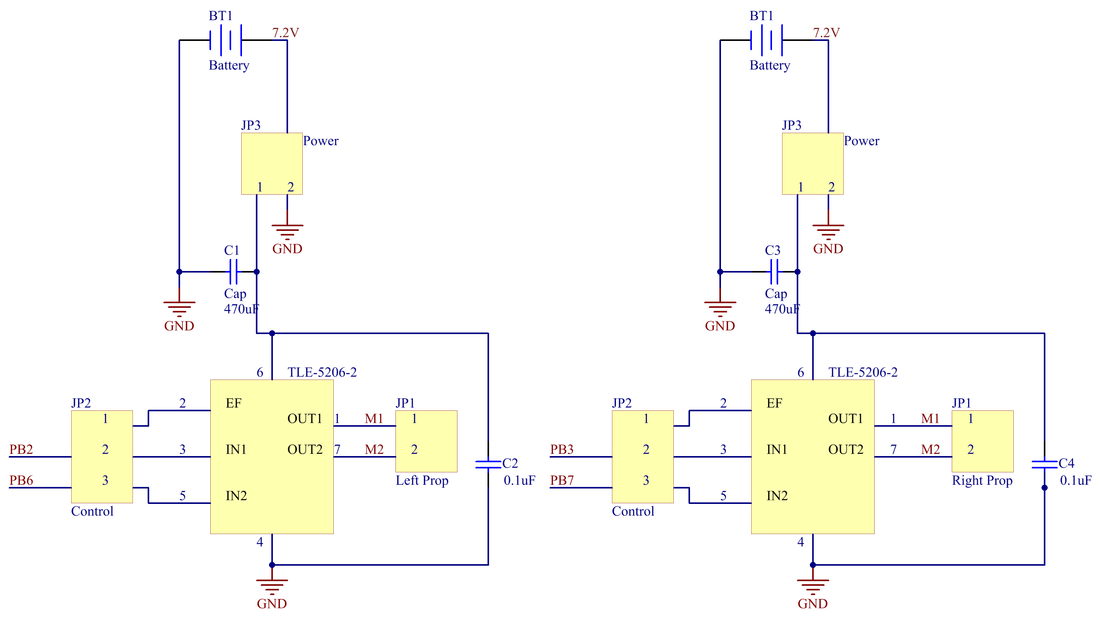 BT1
7.2V
Battery
JP3
Power
1 2
GND
C1
Cap
470uF
GND
6 TLE-5206-2
JP2
1
2
3
Control
PB2
PB6
2 EF
3 IN1
5 IN2
OUT1 1 M1
OUT2 7 M2
JP1
1
2
Left Prop
C2
0.1uF
4
GND
BT1
7.2V
Battery
JP3
Power
1 2
GND
C3
Cap
470uF
GND
6 TLE-5206-2
JP2
1
2
3
Control
PB3
PB7
2 EF
3 IN1
5 IN2
OUT1 1 M1
OUT2 7 M2
JP1
1
2
Right Prop
C4
0.1uF
4
GND